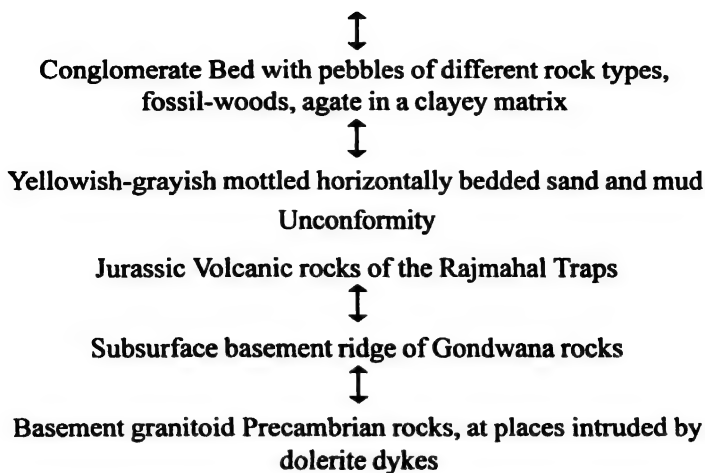 Conglomerate Bed with pebbles of different rock types,
fossil-woods, agate in a clayey matrix
Yellowish-grayish mottled horizontally bedded sand and mud
Unconformity
Jurassic Volcanic rocks of the Rajmahal Traps
Subsurface basement ridge of Gondwana rocks
Basement granitoid Precambrian rocks, at places intruded by
dolerite dykes